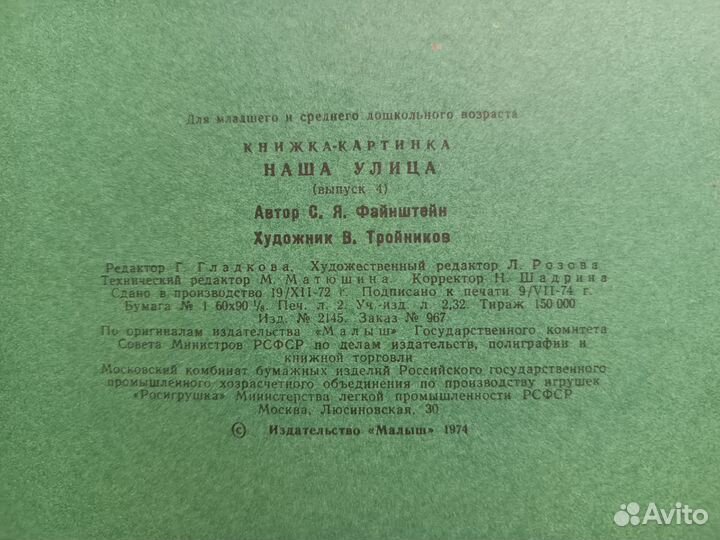 Для младшего и среднего дошкольного возраста
КНИЖКА-КАРТИНКА
НАША УЛИЦА
(выпуск 4)
Автор С. Я. Файнштейн
Художник В. Тройников
Редактор Г. Гладкова. Художественный редактор Л. Розова
Технический редактор М. Матюшина. Корректор Н. Шадрина
Сдано в производство 19/XII-72 г. Подписано к печати 9/VII-74 г.
Бумага № 1 60х90 1/8. Печ. л. 2. Уч.-изд. л. 2,32. Тираж 150 000
Изд. № 2145. Заказ № 967.
По оригиналам издательства «Малыш» Государственного комитета
Совета Министров РСФСР по делам издательств, полиграфии и
книжной торговли
Московский комбинат бумажных изделий Российского государственного
промышленного хозрасчетного объединения по производству игрушек
«Росигрушка» Министерства легкой промышленности РСФСР
Москва, Люсиновская, 30
© Издательство «Малыш» 1974
Avito